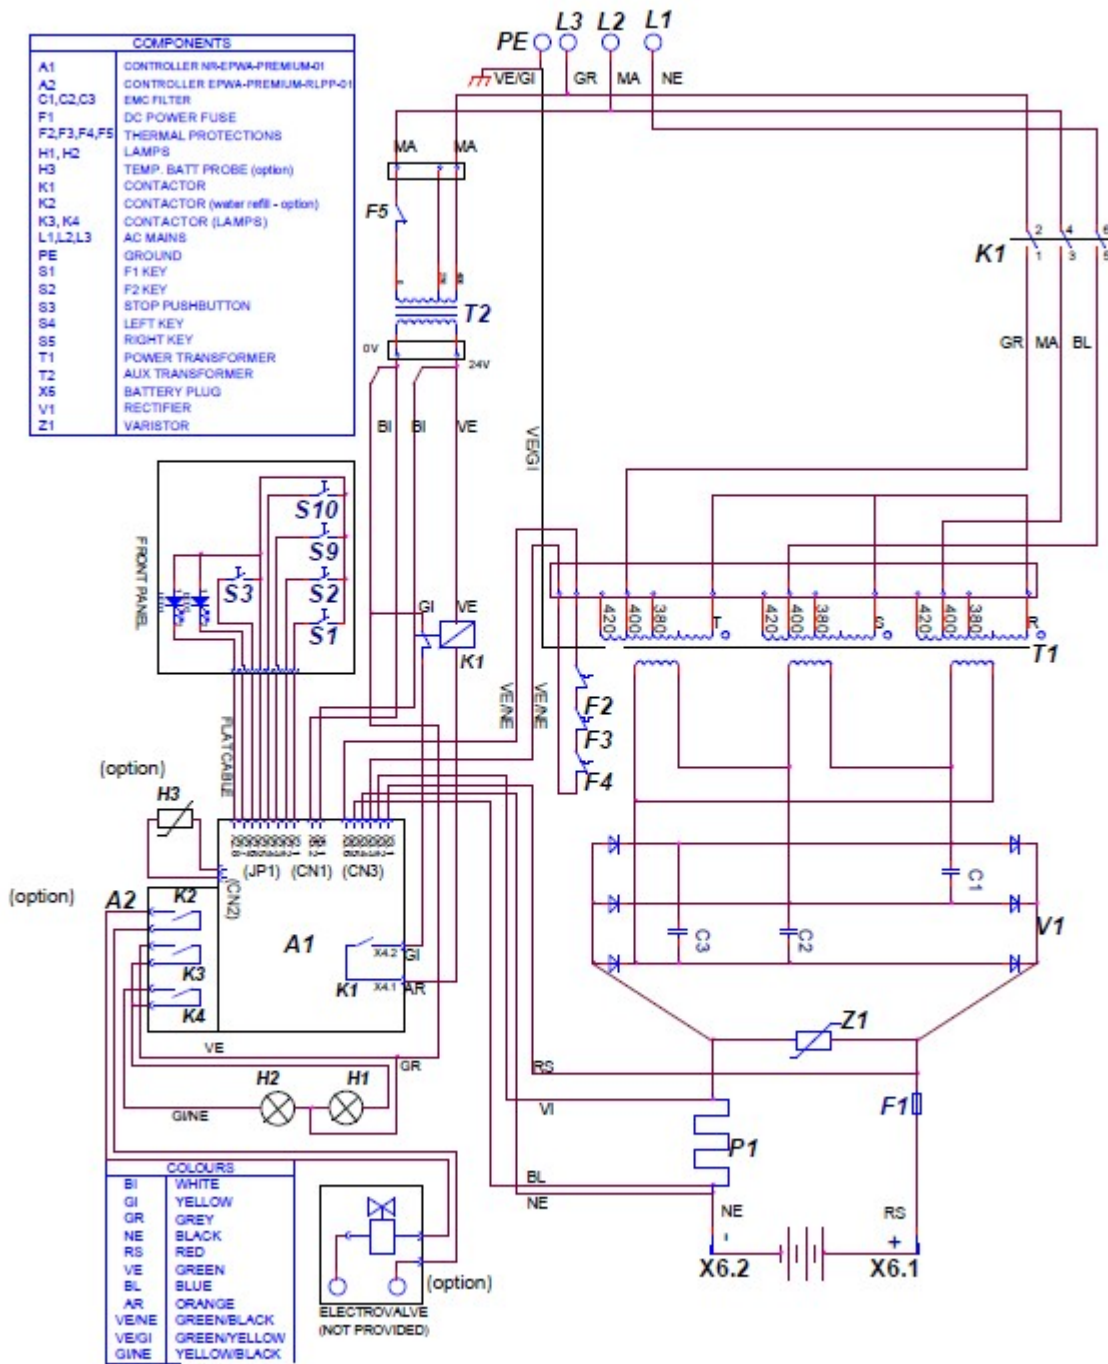 PE L3 L2 L1
VE/GI GR MA NE
COMPONENTS
A1 CONTROLLER NR-EPWA-PREMIUM-01
A2 CONTROLLER EPWA-PREMIUM-RLPP-01
C1,C2,C3 EMC FILTER
F1 DC POWER FUSE
F2,F3,F4,F5 THERMAL PROTECTIONS
H1, H2 LAMPS
H3 TEMP. BATT PROBE (option)
K1 CONTACTOR
K2 CONTACTOR (water refill - option)
K3, K4 CONTACTOR (LAMPS)
L1,L2,L3 AC MAINS
PE GROUND
S1 F1 KEY
S2 F2 KEY
S3 STOP PUSHBUTTON
S4 LEFT KEY
S5 RIGHT KEY
T1 POWER TRANSFORMER
T2 AUX TRANSFORMER
X6 BATTERY PLUG
V1 RECTIFIER
Z1 VARISTOR
MA MA
F5
T2
0V
24V
BI BI VE
2 4 6
K1
1 3 5
GR MA BL
VE/GI
FRONT PANEL
S10
S9
S3 S2
S1
GI VE
K1
420 400 380 T
420 400 380 S
420 400 380 R
T1
VE/NE VE/NE
F2
F3
F4
FLATCABLE
(option)
H3
(JP1) (CN1) (CN3)
(CN2)
(option)
A2
K2
K3
K4
A1
K1
X4.2
GI
X4.1
AR
C1
C2
C3
V1
Z1
VE
GR
H2 H1
GI/NE
RS
VI
P1
F1
BL
NE
NE
RS
- +
X6.2 X6.1
COLOURS
BI WHITE
GI YELLOW
GR GREY
NE BLACK
RS RED
VE GREEN
BL BLUE
AR ORANGE
VE/NE GREEN/BLACK
VE/GI GREEN/YELLOW
GI/NE YELLOW/BLACK
(option)
ELECTROVALVE
(NOT PROVIDED)